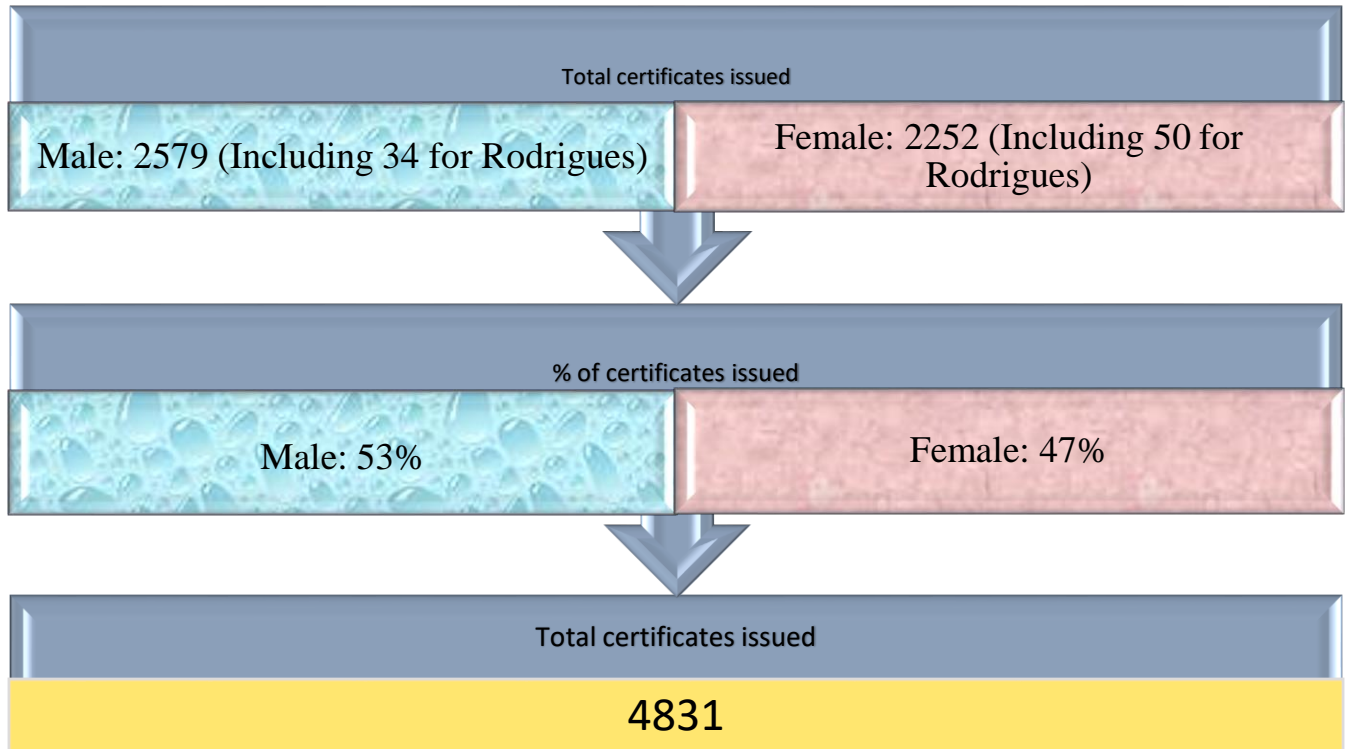 Total certificates issued
Male: 2579 (Including 34 for Rodrigues)
Female: 2252 (Including 50 for
Rodrigues)
% of certificates issued
Male: 53%
Female: 47%
Total certificates issued
4831